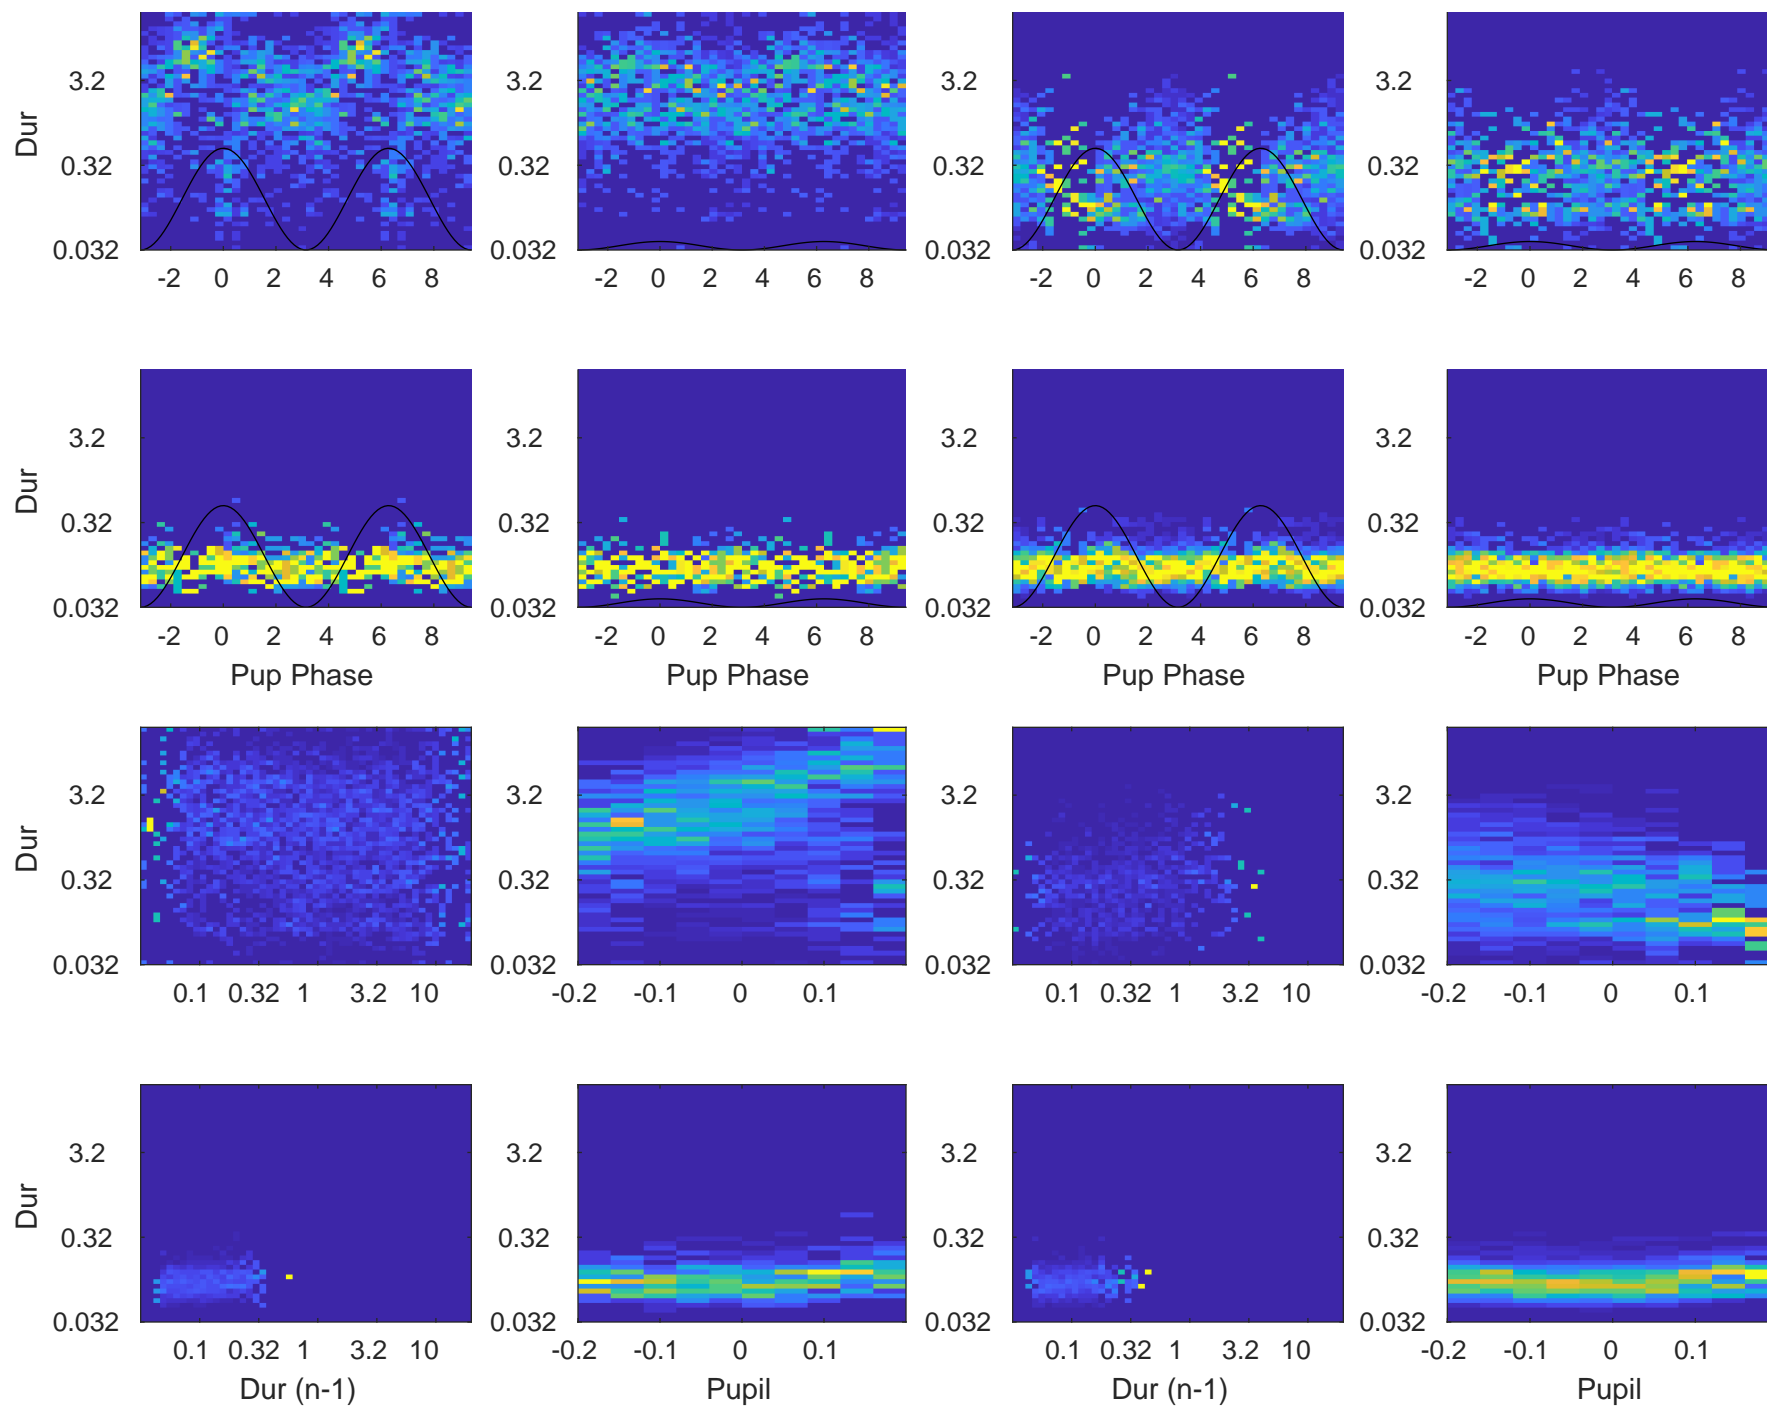 Dur
3.2 3.2 3.2 3.2
0.32 0.32 0.32 0.32
0.032 0.032 0.032 0.032
-2 0 2 4 6 8 -2 0 2 4 6 8 -2 0 2 4 6 8 -2 0 2 4 6 8
Dur
3.2 3.2 3.2 3.2
0.32 0.32 0.32 0.32
0.032 0.032 0.032 0.032
-2 0 2 4 6 8 -2 0 2 4 6 8 -2 0 2 4 6 8 -2 0 2 4 6 8
Pup Phase Pup Phase Pup Phase Pup Phase
Dur
3.2 3.2 3.2 3.2
0.32 0.32 0.32 0.32
0.032 0.032 0.032 0.032
0.1 0.32 1 3.2 10 -0.2 -0.1 0 0.1 0.1 0.32 1 3.2 10 -0.2 -0.1 0 0.1
Dur
3.2 3.2 3.2 3.2
0.32 0.32 0.32 0.32
0.032 0.032 0.032 0.032
0.1 0.32 1 3.2 10 -0.2 -0.1 0 0.1 0.1 0.32 1 3.2 10 -0.2 -0.1 0 0.1
Dur (n-1) Pupil Dur (n-1) Pupil